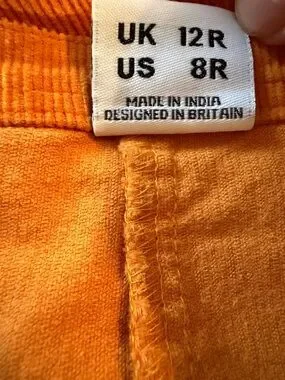 UK 12R
US 8R
MADE IN INDIA
DESIGNED IN BRITAIN